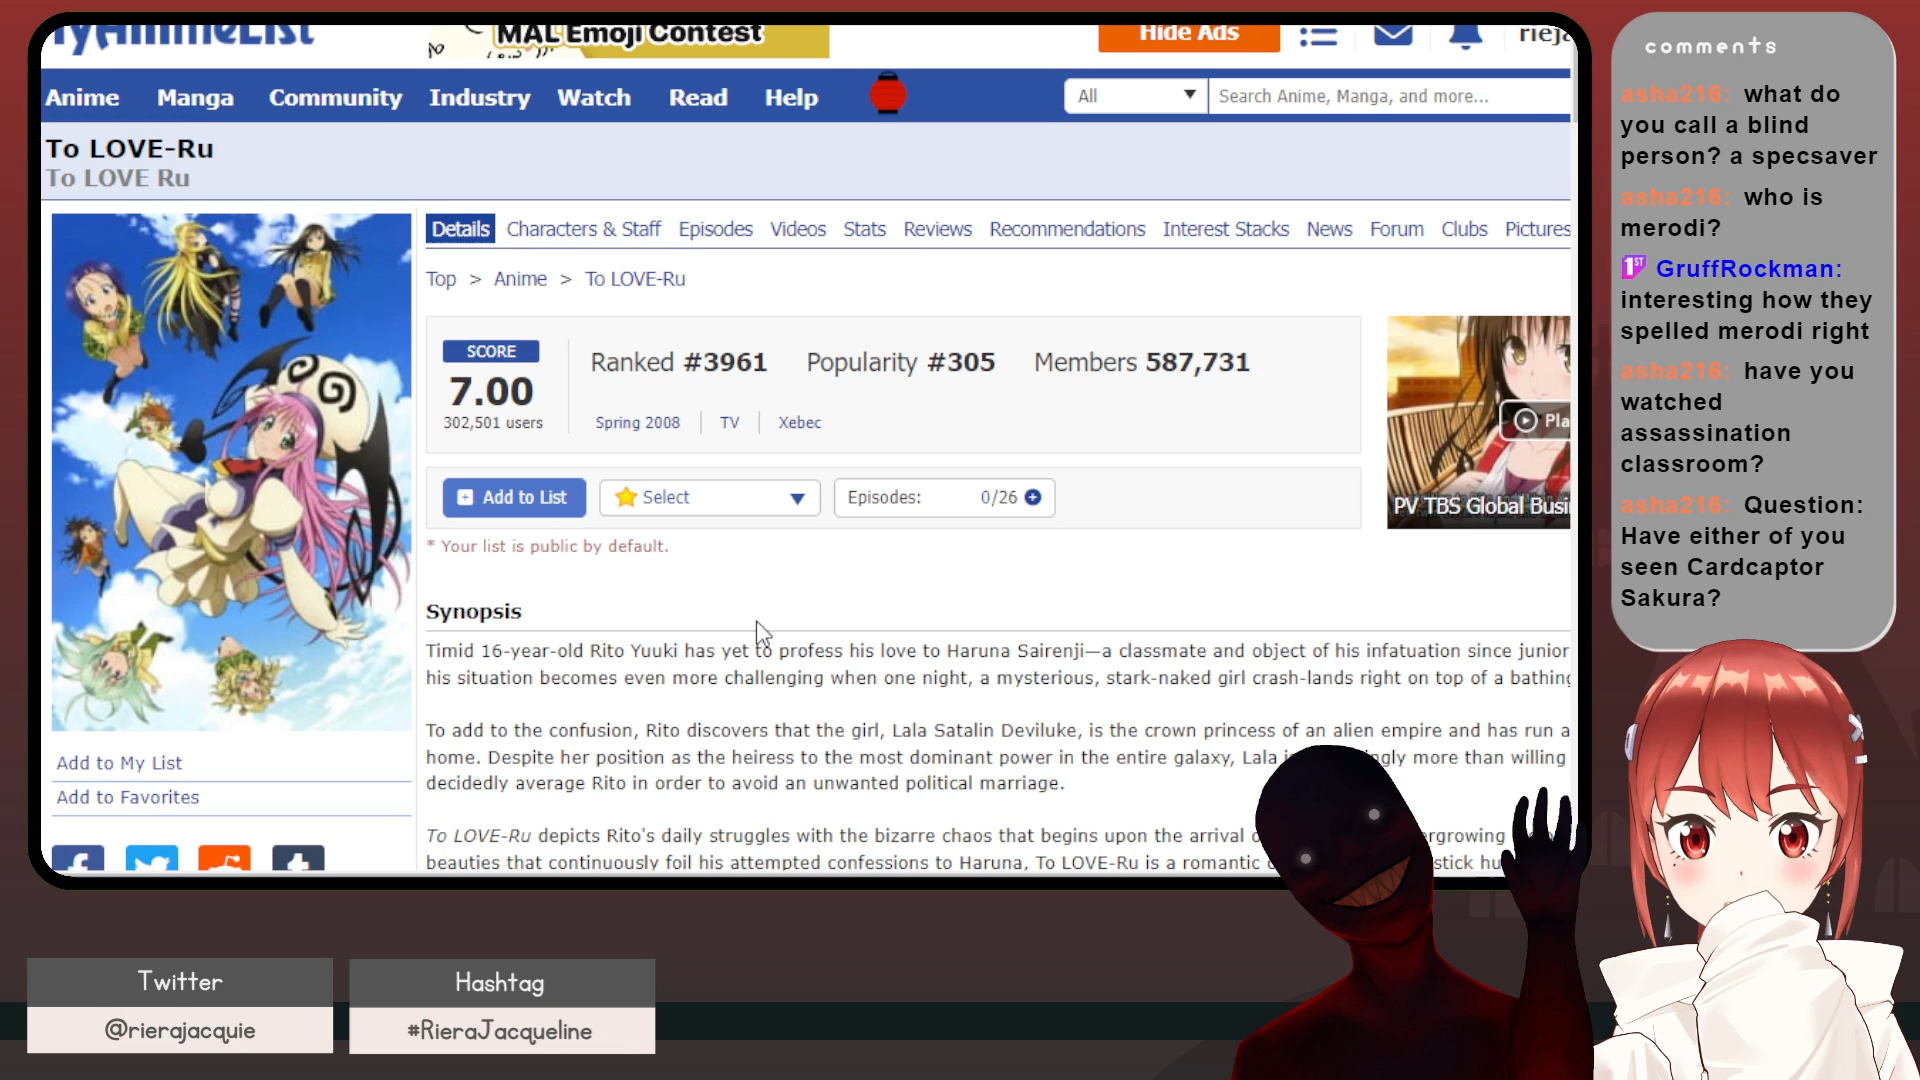 MyAnimeList
MAL Emoji Contest
Hide Ads
Anime Manga Community Industry Watch Read Help
All
Search Anime, Manga, and more...
To LOVE-Ru
To LOVE Ru
Details Characters & Staff Episodes Videos Stats Reviews Recommendations Interest Stacks News Forum Clubs Pictures
Top > Anime > To LOVE-Ru
SCORE
7.00
302,501 users
Ranked #3961 Popularity #305 Members 587,731
Spring 2008 TV Xebec
Add to List
Select
Episodes: 0/26
* Your list is public by default.
PV TBS Global
Synopsis
Timid 16-year-old Rito Yuuki has yet to profess his love to Haruna Sairenji—a classmate and object of his infatuation since junior
his situation becomes even more challenging when one night, a mysterious, stark-naked girl crash-lands right on top of a bathing
To add to the confusion, Rito discovers that the girl, Lala Satalin Deviluke, is the crown princess of an alien empire and has run a
home. Despite her position as the heiress to the most dominant power in the entire galaxy, Lala more than willing
decidedly average Rito in order to avoid an unwanted political marriage.
To LOVE-Ru depicts Rito's daily struggles with the bizarre chaos that begins upon the arrival
beauties that continuously foil his attempted confessions to Haruna, To LOVE-Ru is a romantic
Add to My List
Add to Favorites
comments
asha216: what do
you call a blind
person? a specsaver
asha216: who is
merodi?
1ST GruffRockman:
interesting how they
spelled merodi right
asha216: have you
watched
assassination
classroom?
asha216: Question:
Have either of you
seen Cardcaptor
Sakura?
Twitter
@rierajacquie
Hashtag
#RieraJacqueline